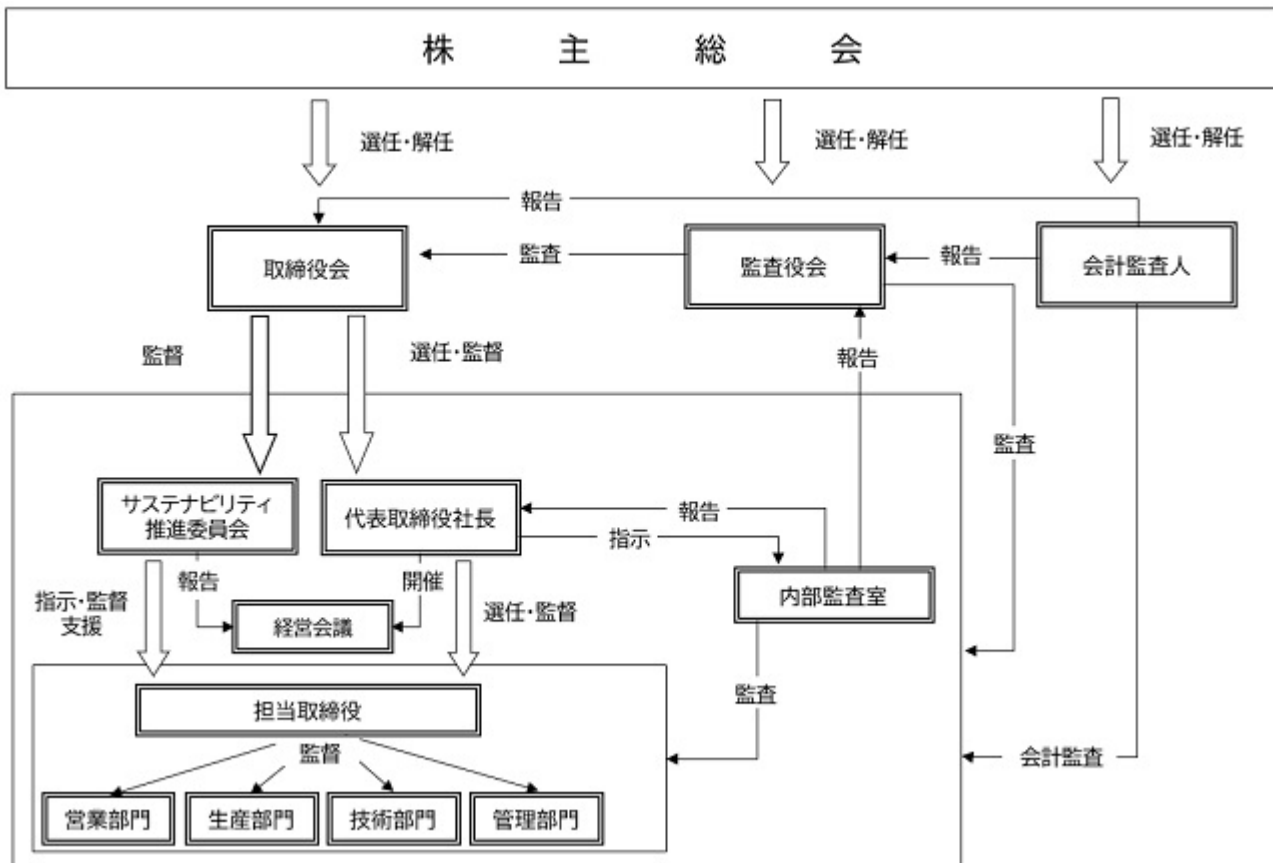 株主総会
選任・解任
選任・解任
選任・解任
報告
取締役会
監査
監査役会
報告
会計監査人
監督
選任・監督
報告
監査
サステナビリティ
推進委員会
代表取締役社長
報告
指示
内部監査室
報告
開催
指示・監督
支援
経営会議
選任・監督
監査
担当取締役
監督
会計監査
営業部門
生産部門
技術部門
管理部門